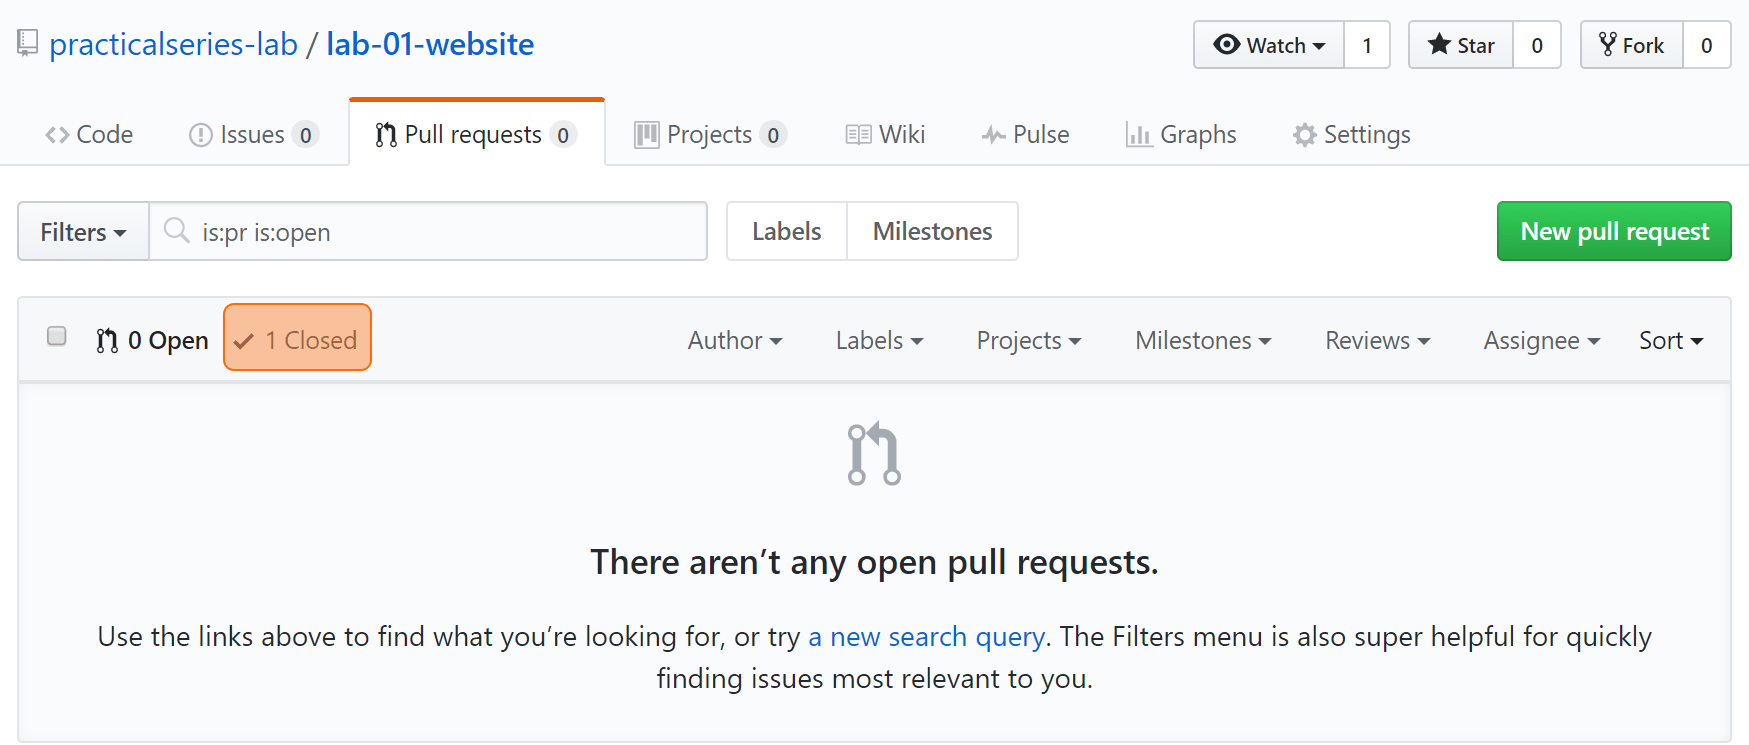 practicalseries-lab / lab-01-website
Watch 1 Star 0 Fork 0
Code Issues 0 Pull requests 0 Projects 0 Wiki Pulse Graphs Settings
Filters is:pr is:open Labels Milestones New pull request
0 Open 1 Closed Author Labels Projects Milestones Reviews Assignee Sort
There aren’t any open pull requests.
Use the links above to find what you’re looking for, or try a new search query. The Filters menu is also super helpful for quickly
finding issues most relevant to you.